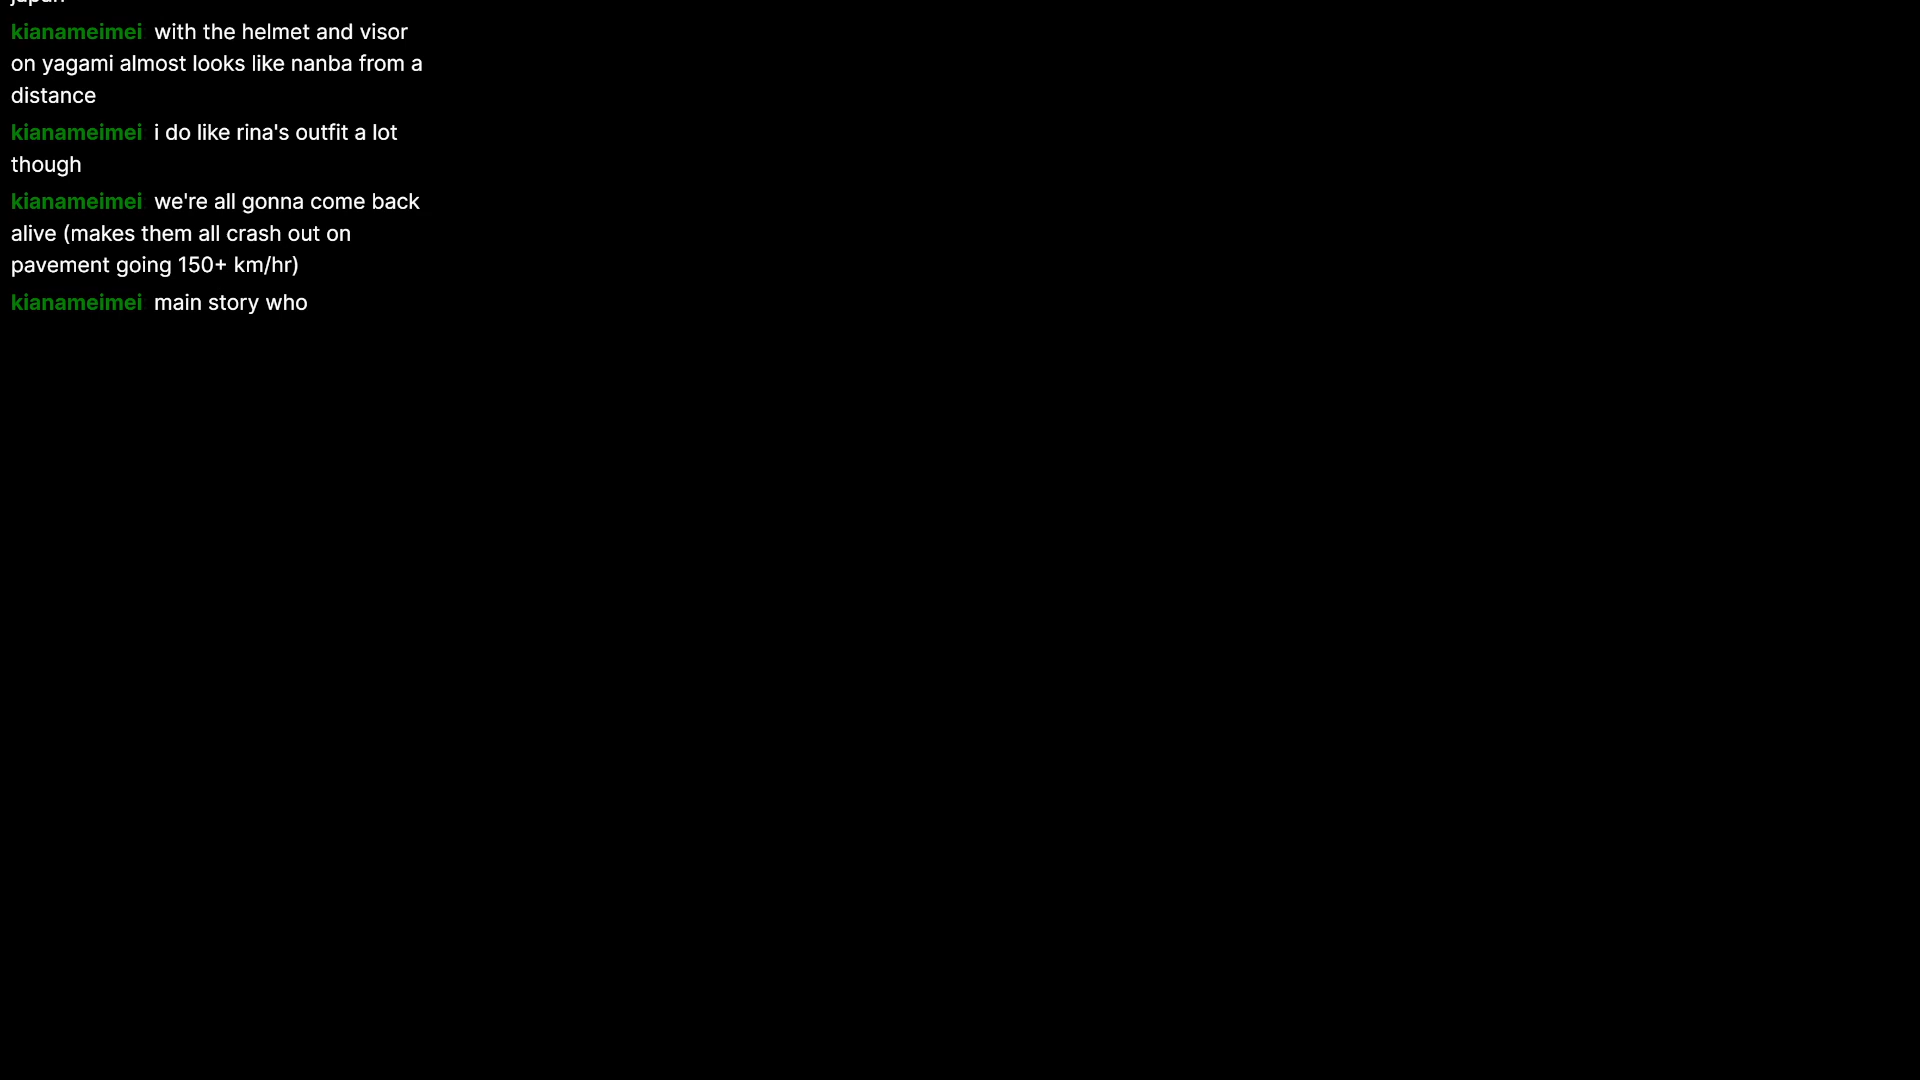 kianameimei with the helmet and visor
on yagami almost looks like nanba from a
distance
kianameimei i do like rina's outfit a lot
though
kianameimei we're all gonna come back
alive (makes them all crash out on
pavement going 150+ km/hr)
kianameimei main story who